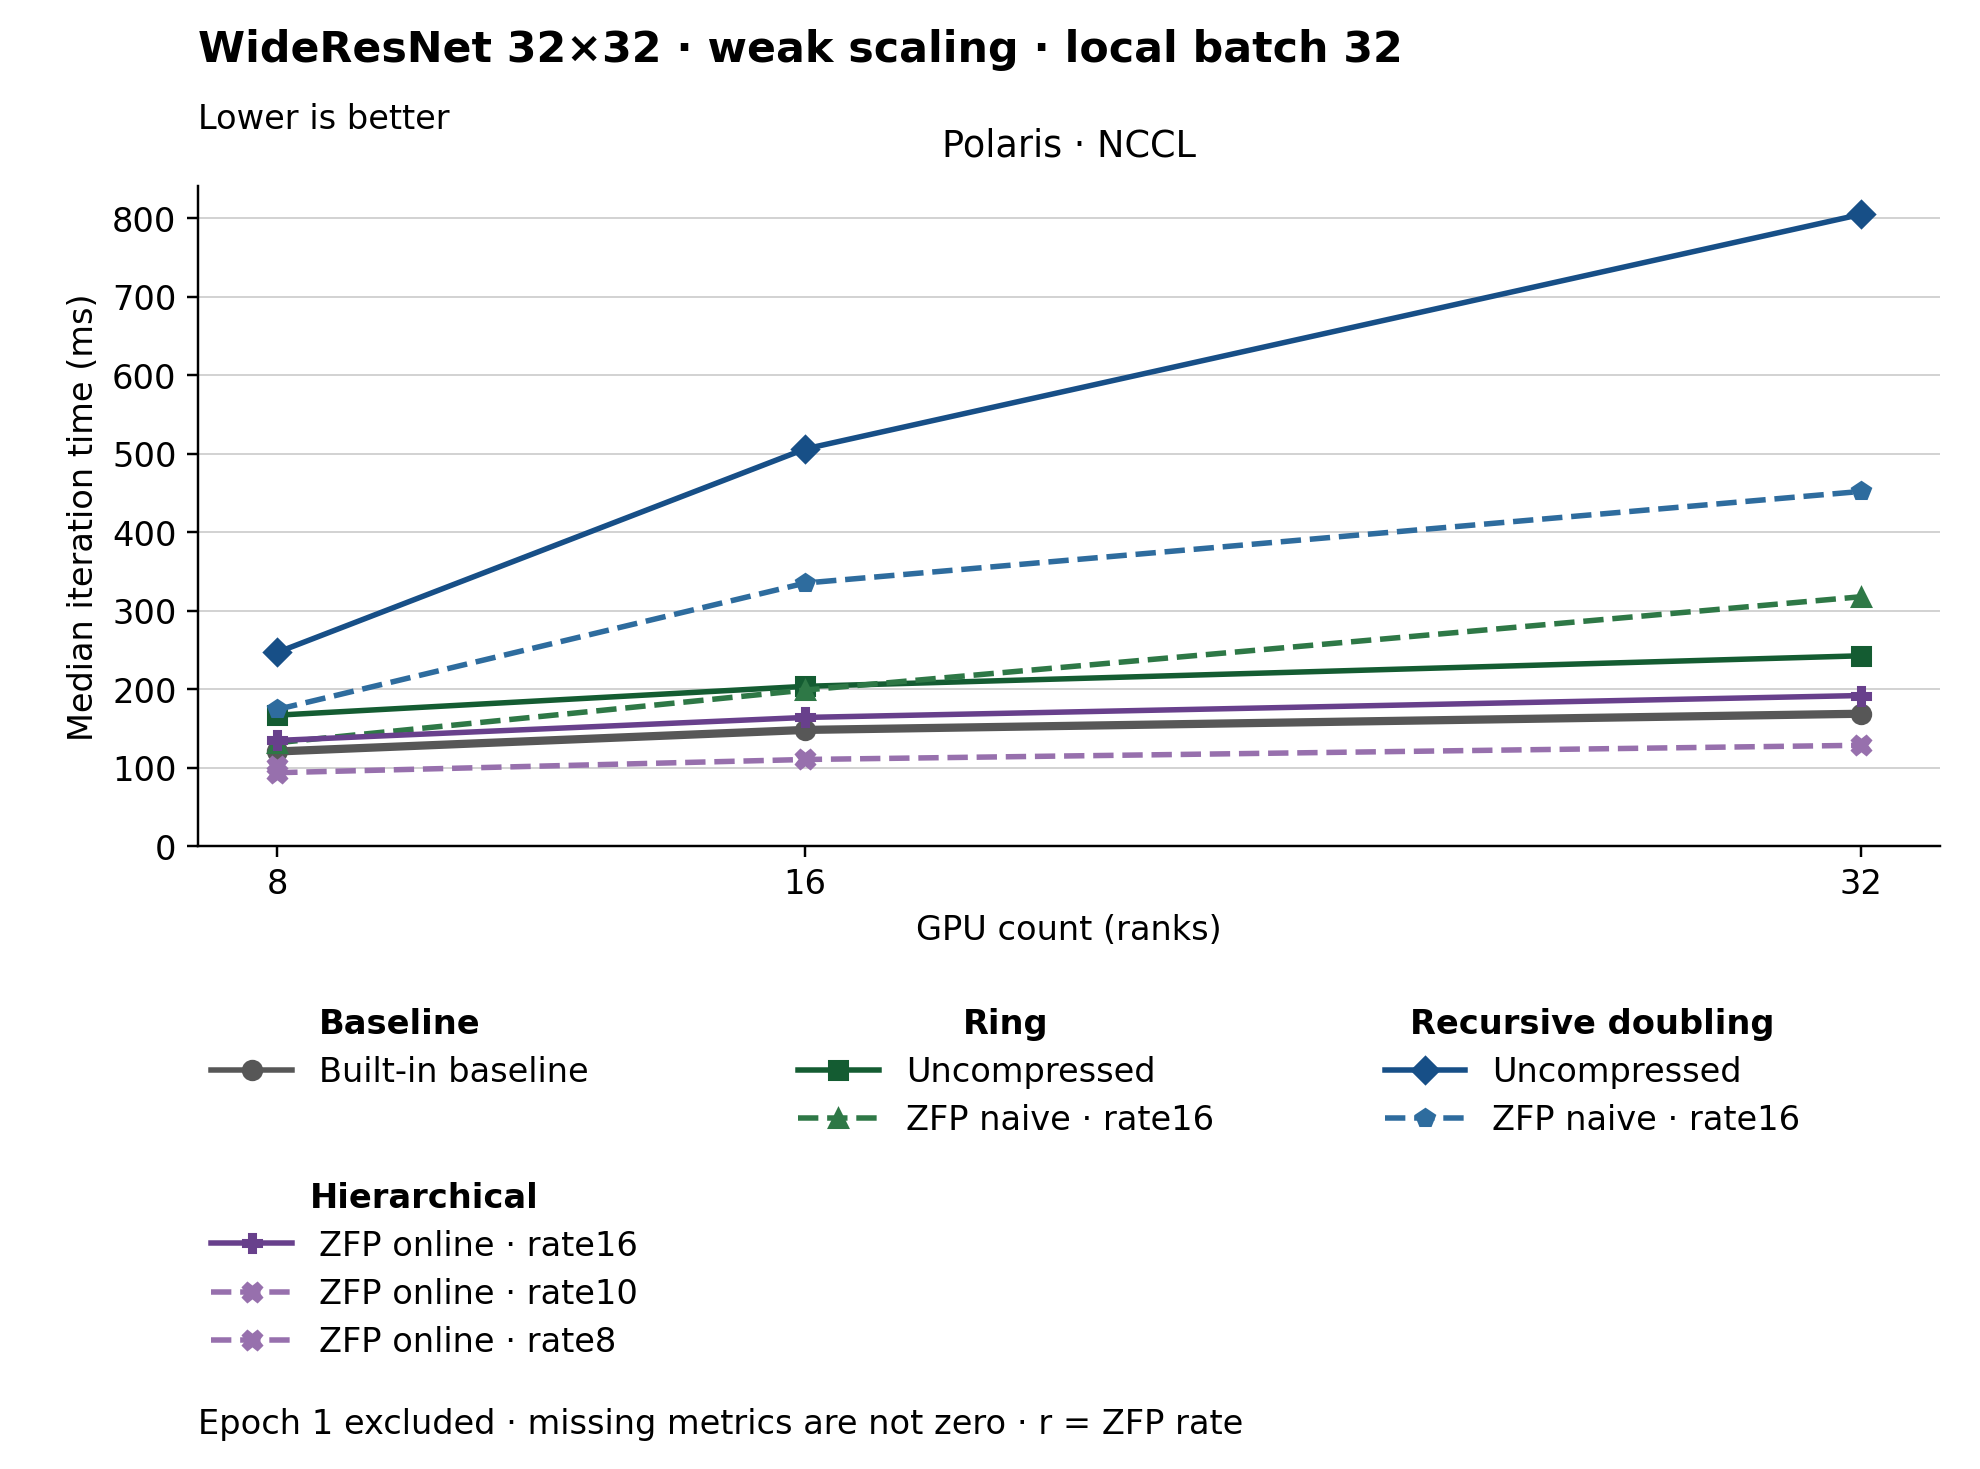 WideResNet 32×32 · weak scaling · local batch 32
Lower is better
Polaris · NCCL
Median iteration time (ms)
800
700
600
500
400
300
200
100
0
8 16 32
GPU count (ranks)
Baseline
Built-in baseline
Ring
Uncompressed
ZFP naive · rate16
Recursive doubling
Uncompressed
ZFP naive · rate16
Hierarchical
ZFP online · rate16
ZFP online · rate10
ZFP online · rate8
Epoch 1 excluded · missing metrics are not zero · r = ZFP rate